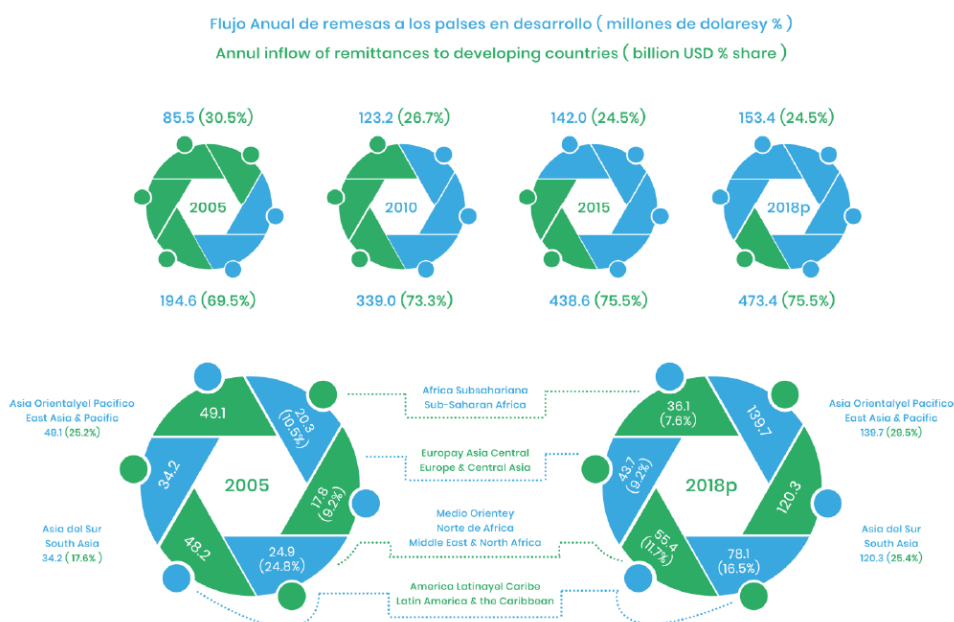 Flujo Anual de remesas a los palses en desarrollo ( millones de dolaresy % )
Annul inflow of remittances to developing countries ( billion USD % share )
85.5 (30.5%)
123.2 (26.7%)
142.0 (24.5%)
153.4 (24.5%)
2005
2010
2015
2018p
194.6 (69.5%)
339.0 (73.3%)
438.6 (75.5%)
473.4 (75.5%)
Asia Orientalyel Pacifico
East Asia & Pacific
49.1 (25.2%)
Asia del Sur
South Asia
34.2 ( 17.6%)
49.1
20.3
(10.5%)
34.2
2005
17.8
(9.2%)
48.2
24.9
(24.8%)
Africa Subsahariana
Sub-Saharan Africa
Europay Asia Central
Europe & Central Asia
Medio Orientey
Norte de Africa
Middle East & North Africa
America Latinayel Caribo
Latin America & the Caribbean
36.1
(7.6%)
139.7
43.7
(9.2%)
2018p
120.3
55.4
(11.7%)
78.1
(16.5%)
Asia Orientalyel Pacifico
East Asia & Pacific
139.7 (29.5%)
Asia del Sur
South Asia
120.3 (25.4%)